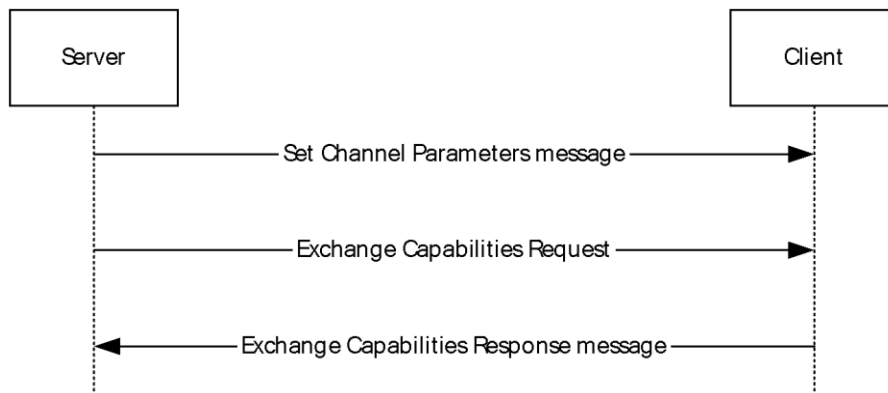 Server
Client
Set Channel Parameters message
Exchange Capabilities Request
Exchange Capabilities Response message